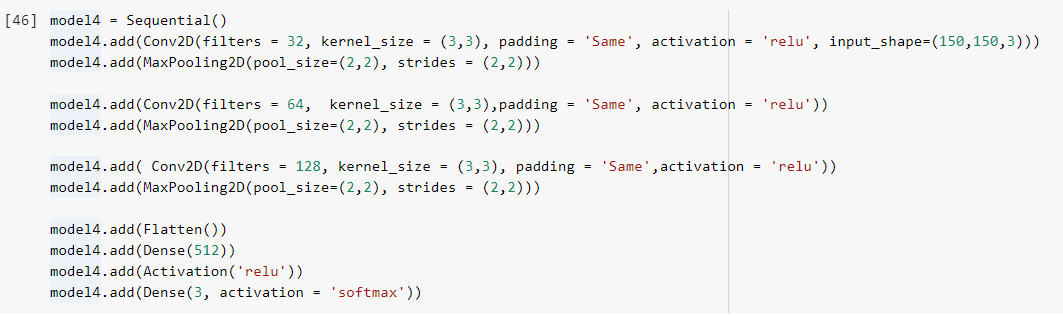 [46] model4 = Sequential()
model4.add(Conv2D(filters = 32, kernel_size = (3,3), padding = 'Same', activation = 'relu', input_shape=(150,150,3)))
model4.add(MaxPooling2D(pool_size=(2,2), strides = (2,2)))
model4.add(Conv2D(filters = 64,  kernel_size = (3,3),padding = 'Same', activation = 'relu'))
model4.add(MaxPooling2D(pool_size=(2,2), strides = (2,2)))
model4.add( Conv2D(filters = 128, kernel_size = (3,3), padding = 'Same',activation = 'relu'))
model4.add(MaxPooling2D(pool_size=(2,2), strides = (2,2)))
model4.add(Flatten())
model4.add(Dense(512))
model4.add(Activation('relu'))
model4.add(Dense(3, activation = 'softmax'))